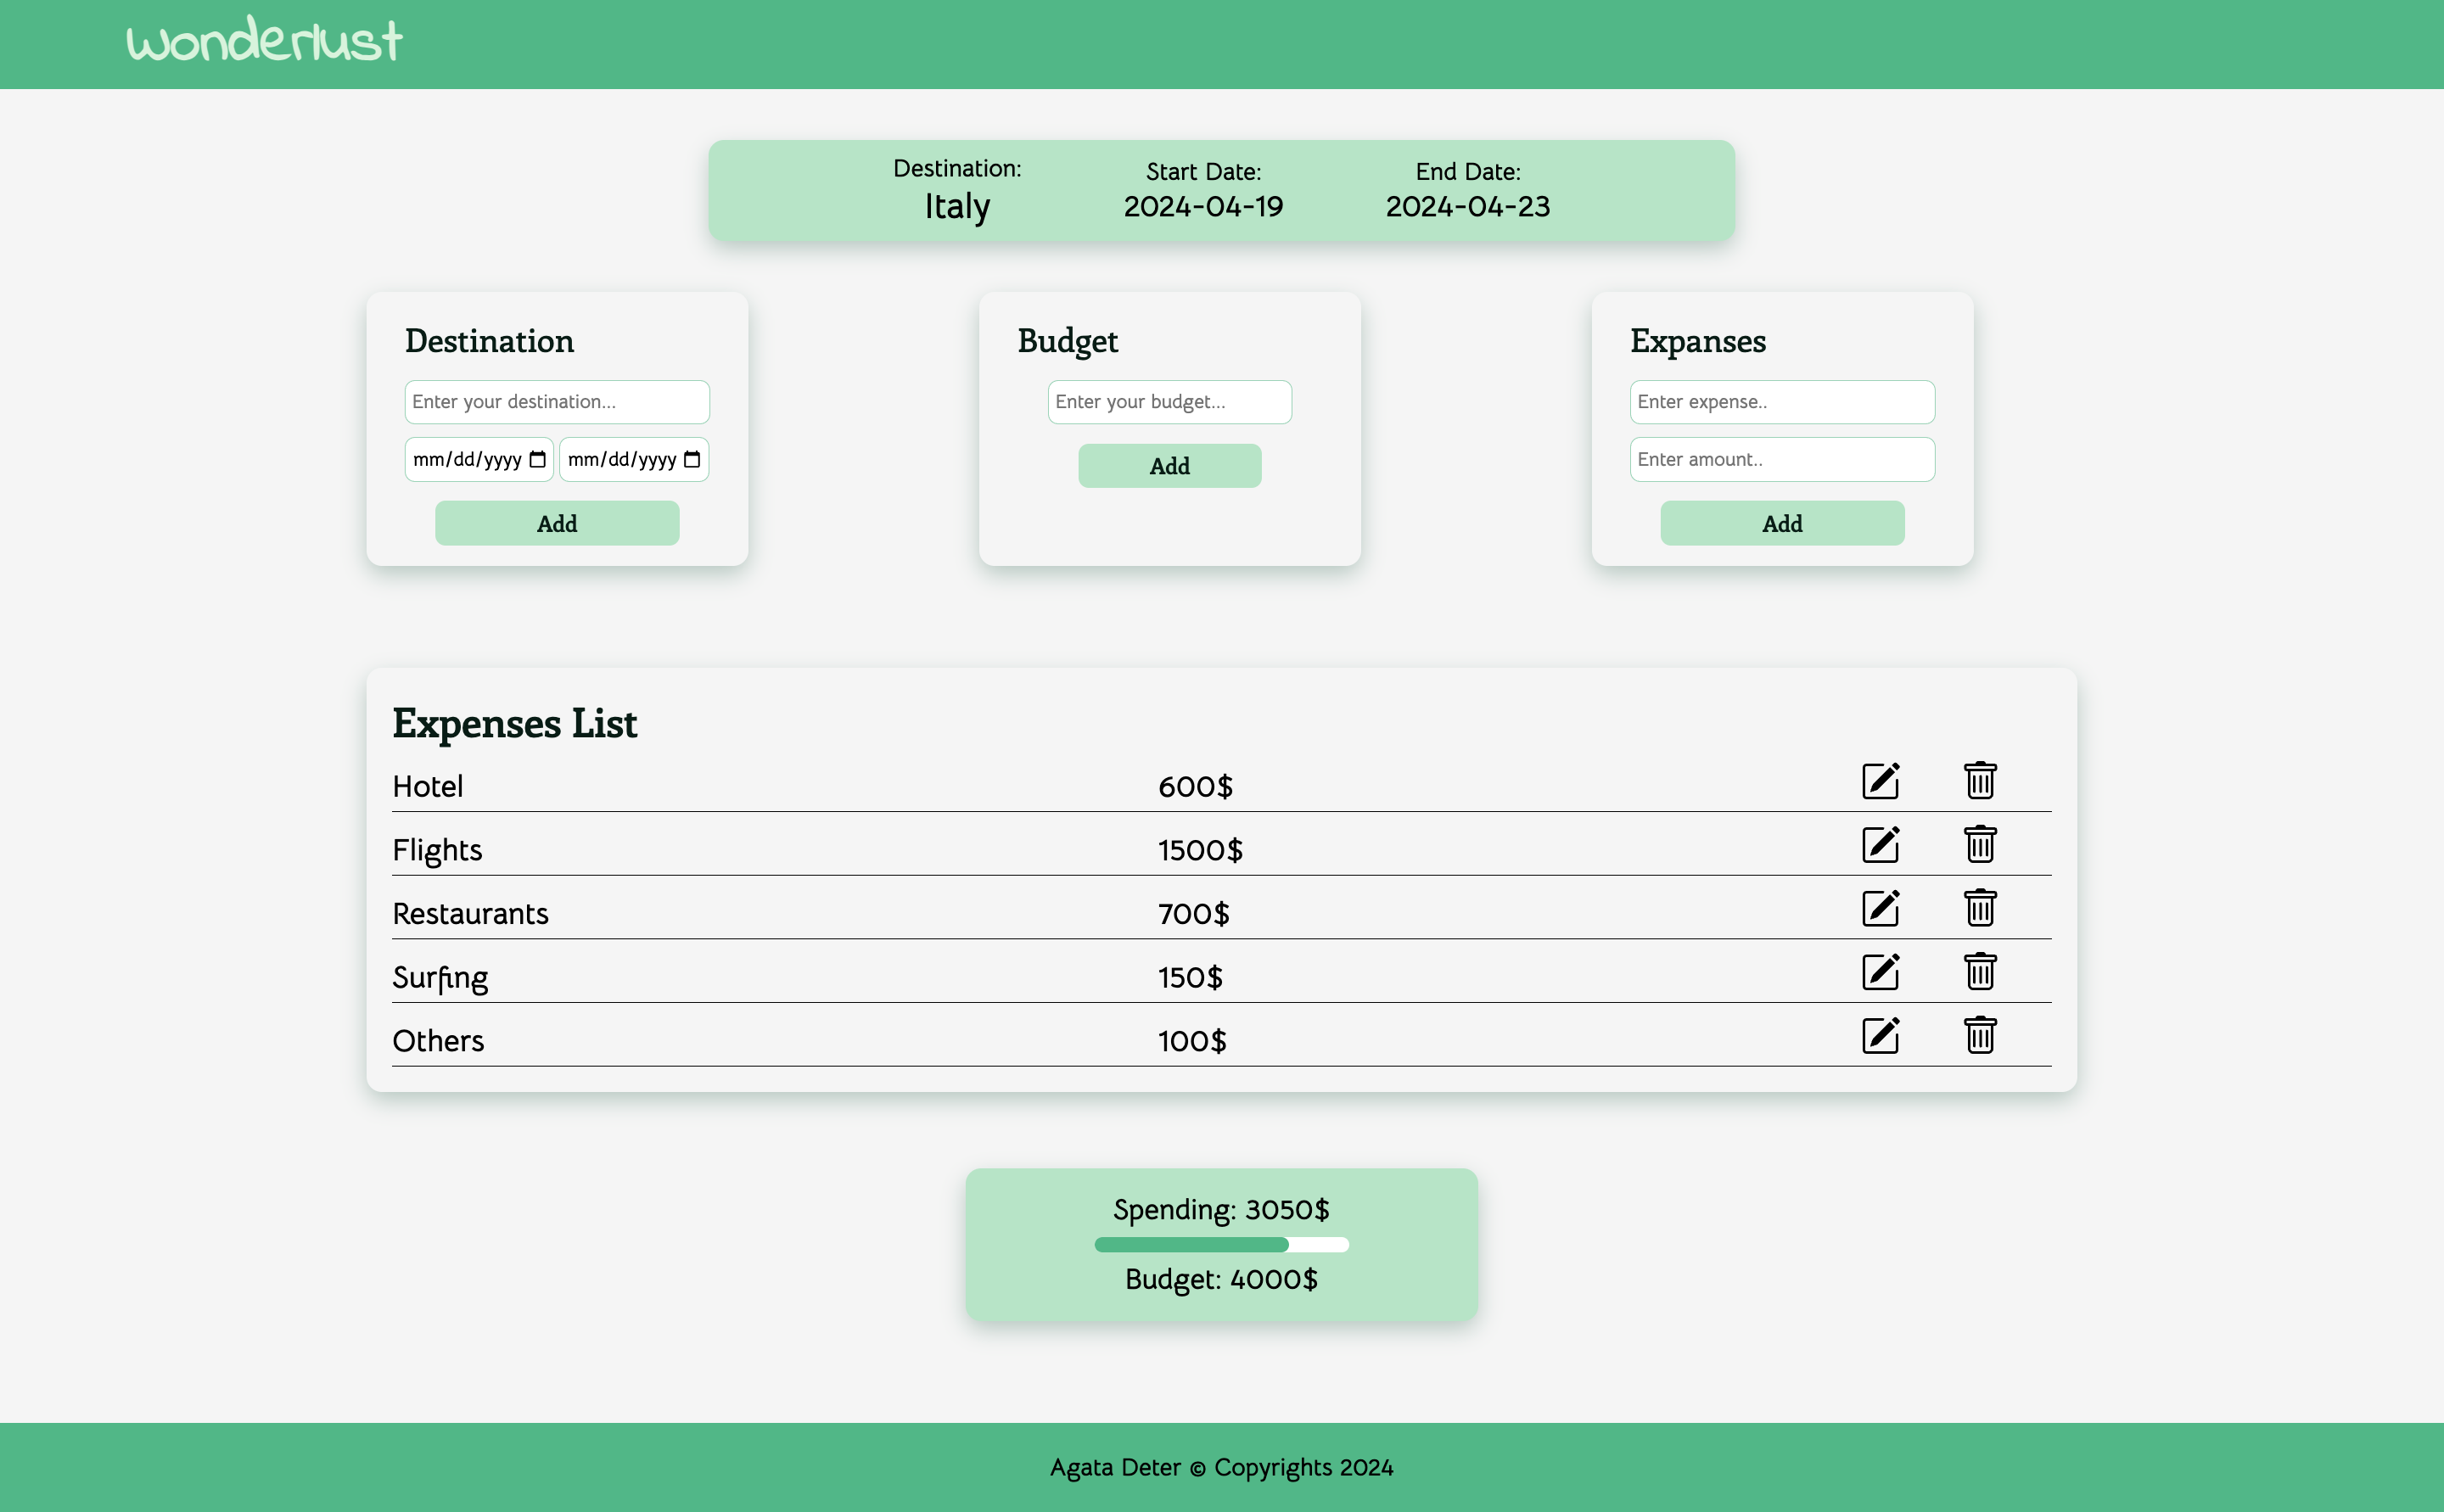 wonderlust
Destination: Start Date: End Date:
Italy 2024-04-19 2024-04-23
Destination
Enter your destination...
mm/dd/yyyy mm/dd/yyyy
Add
Budget
Enter your budget...
Add
Expanses
Enter expense..
Enter amount..
Add
Expenses List
Hotel 600$
Flights 1500$
Restaurants 700$
Surfing 150$
Others 100$
Spending: 3050$
Budget: 4000$
Agata Deter © Copyrights 2024